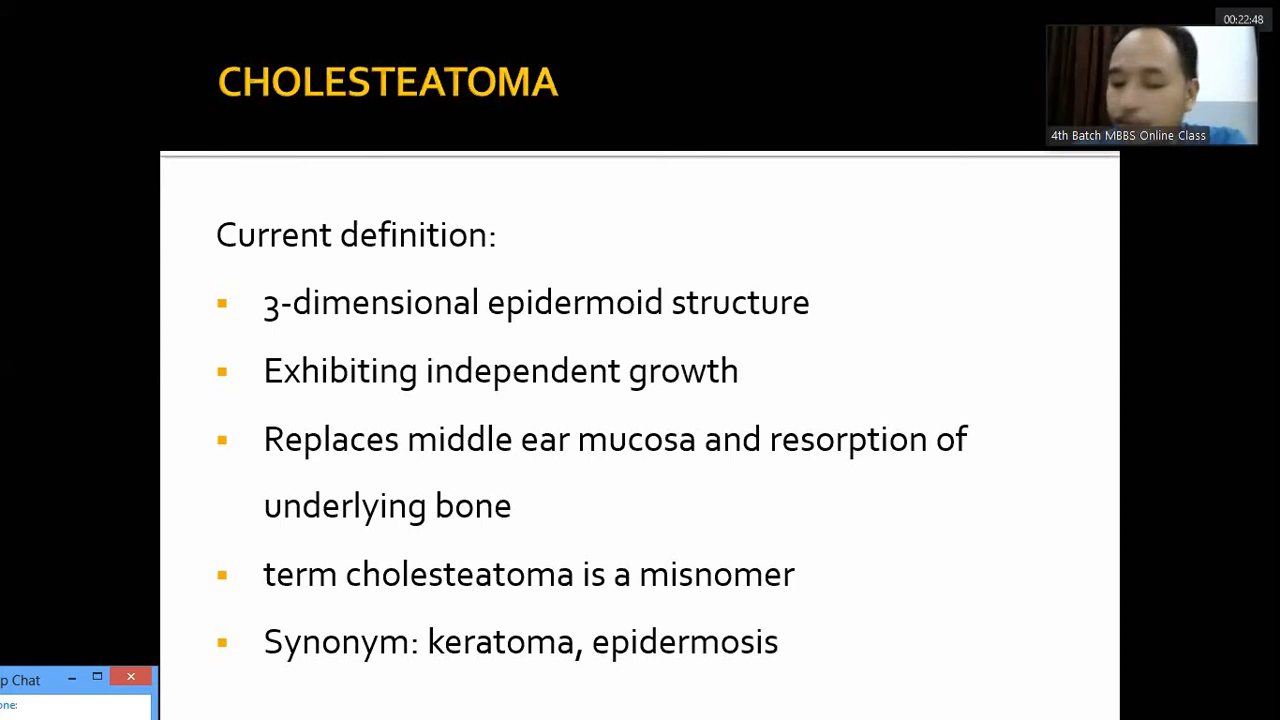 00:22:48
CHOLESTEATOMA
4th Batch MBBS Online Class
Current definition:
▪ 3-dimensional epidermoid structure
▪ Exhibiting independent growth
▪ Replaces middle ear mucosa and resorption of
underlying bone
▪ term cholesteatoma is a misnomer
▪ Synonym: keratoma, epidermosis
p Chat
one: